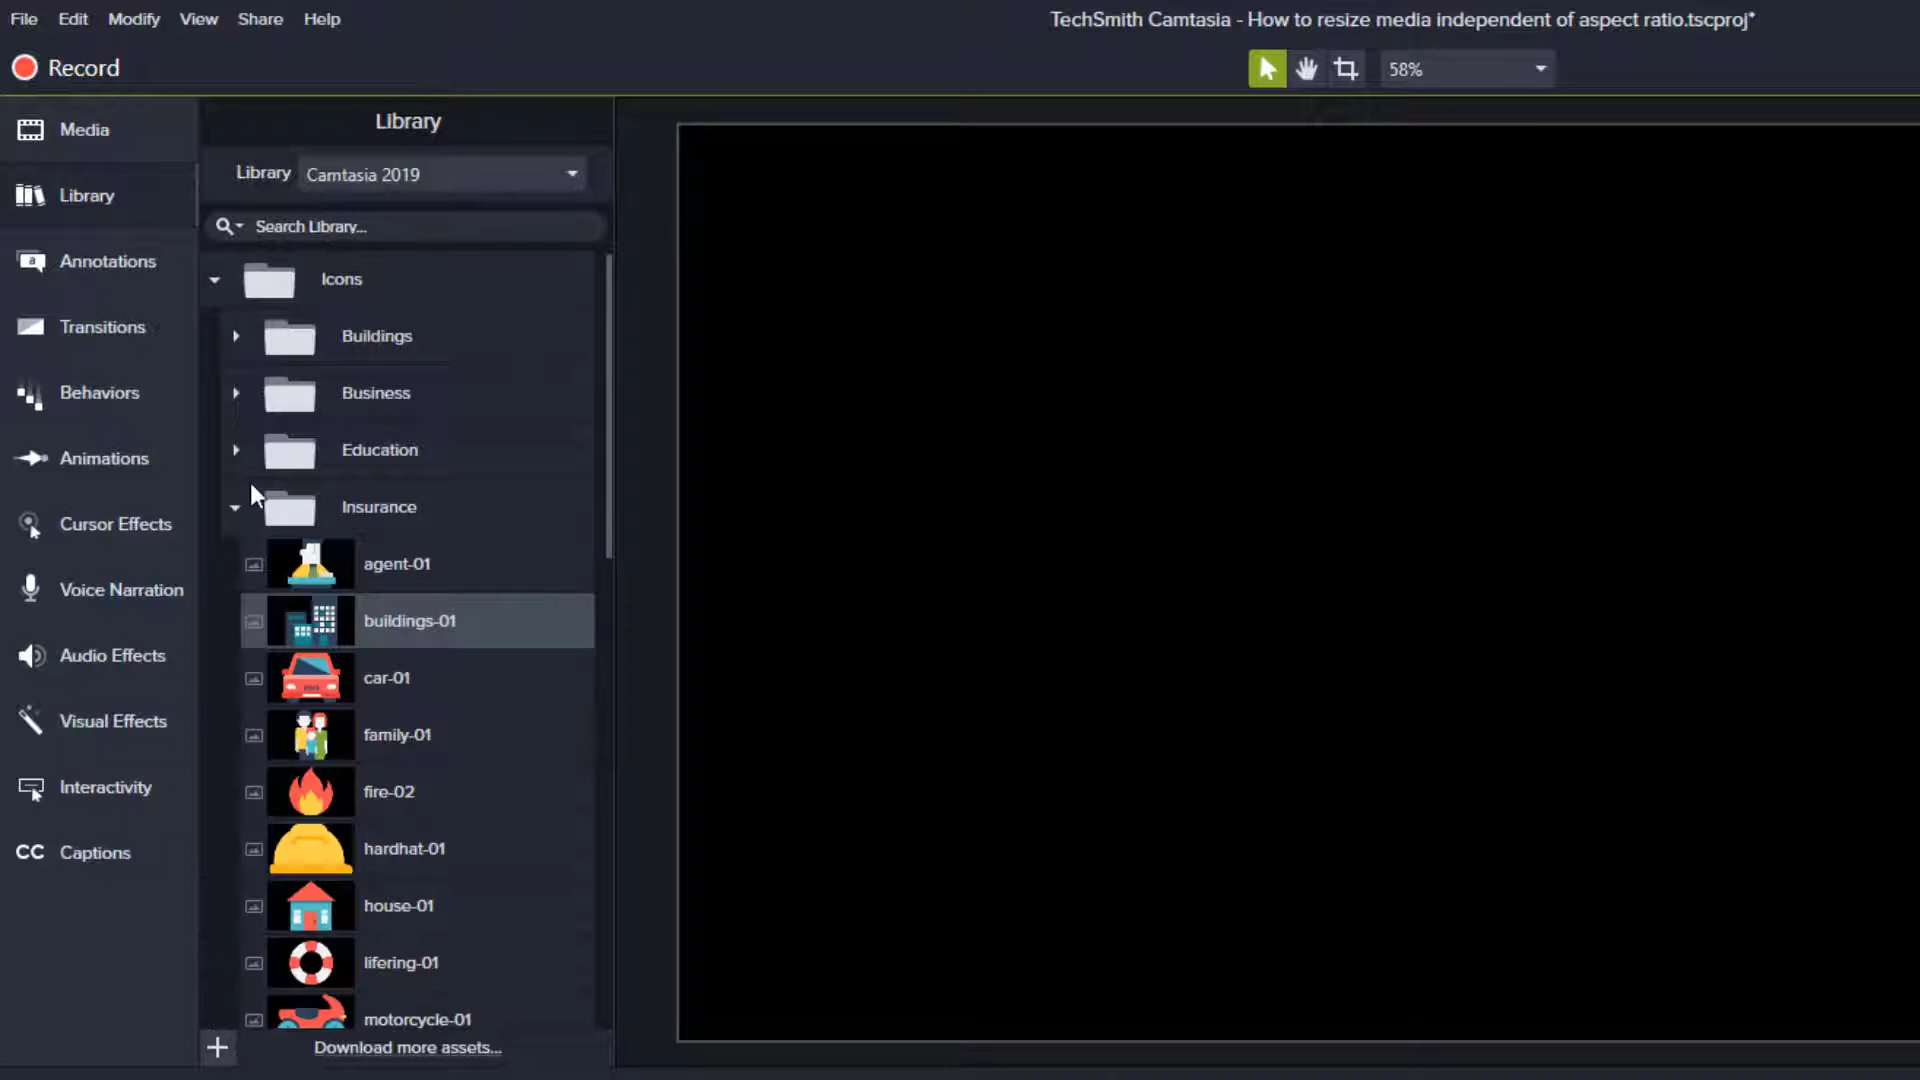 File Edit Modify View Share Help
TechSmith Camtasia - How to resize media independent of aspect ratio.tscproj*
Record
58%
Media
Library
Annotations
Transitions
Behaviors
Animations
Cursor Effects
Voice Narration
Audio Effects
Visual Effects
Interactivity
CC Captions
Library
Library Camtasia 2019
Search Library...
Icons
Buildings
Business
Education
Insurance
agent-01
buildings-01
car-01
family-01
fire-02
hardhat-01
house-01
lifering-01
motorcycle-01
Download more assets...